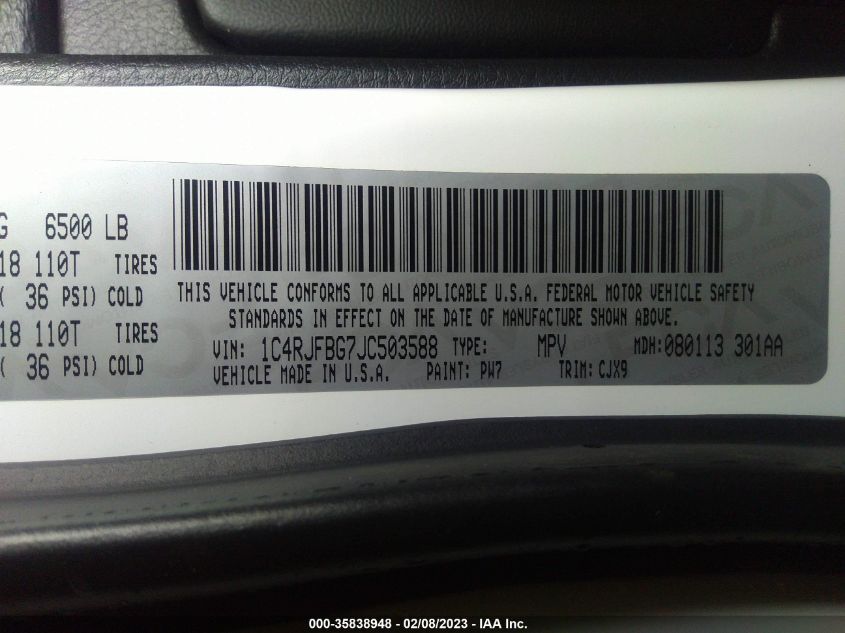 G 6500 LB
18 110T TIRES
( 36 PSI) COLD
18 110T TIRES
( 36 PSI) COLD
THIS VEHICLE CONFORMS TO ALL APPLICABLE U.S.A. FEDERAL MOTOR VEHICLE SAFETY
STANDARDS IN EFFECT ON THE DATE OF MANUFACTURE SHOWN ABOVE.
VIN: 1C4RJFBG7JC503588 TYPE: MPV MDH:080113 301AA
VEHICLE MADE IN U.S.A. PAINT: PW7 TRIM:CJX9
000-35838948 - 02/08/2023 - IAA Inc.